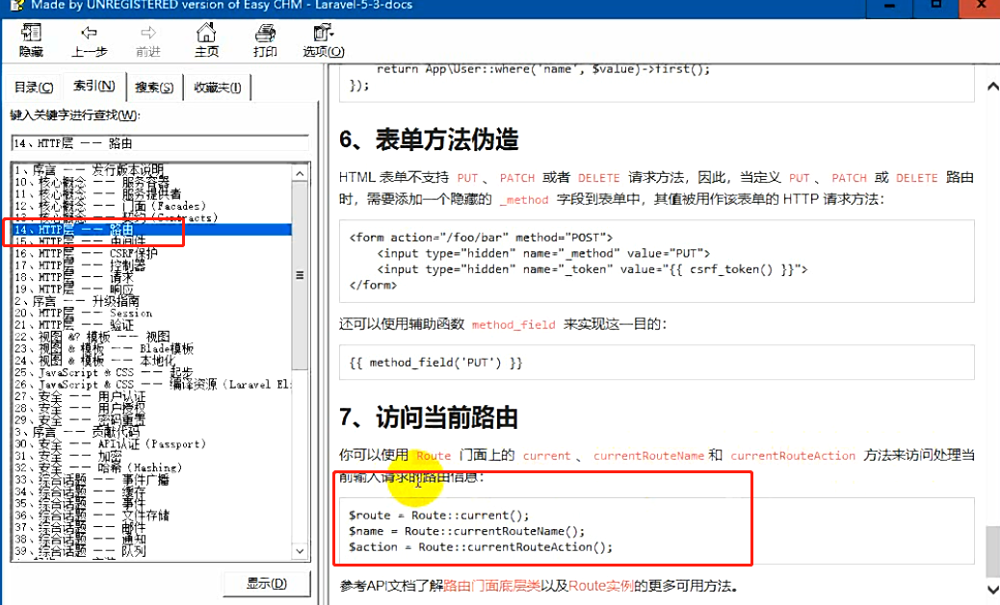 Made by UNREGISTERED version of Easy CHM - Laravel-5-3-docs
隐藏 上一步 前进 主页 打印 选项(O)
目录(C) 索引(N) 搜索(S) 收藏夹(I)
键入关键字进行查找(W):
14、HTTP层 —— 路由
1、序言 —— 发行版本说明
10、核心概念 —— 服务容器
11、核心概念 —— 服务提供者
12、核心概念 —— 门面（Facades）
13、核心概念 —— 契约（Contracts）
14、HTTP层 —— 路由
15、HTTP层 —— 中间件
16、HTTP层 —— CSRF保护
17、HTTP层 —— 控制器
18、HTTP层 —— 请求
19、HTTP层 —— 响应
2、序言 —— 升级指南
20、HTTP层 —— Session
21、HTTP层 —— 验证
22、视图 &? 模板 —— 视图
23、视图 & 模板 —— Blade模板
24、视图 & 模板 —— 本地化
25、JavaScript & CSS —— 起步
26、JavaScript & CSS —— 编译资源（Laravel Eli
27、安全 —— 用户认证
28、安全 —— 用户授权
29、安全 —— 密码重置
3、序言 —— 贡献代码
30、安全 —— API认证（Passport）
31、安全 —— 加密
32、安全 —— 哈希（Hashing）
33、综合话题 —— 事件广播
34、综合话题 —— 缓存
35、综合话题 —— 事件
36、综合话题 —— 文件存储
37、综合话题 —— 邮件
38、综合话题 —— 通知
39、综合话题 —— 队列
显示(D)
return App\User::where('name', $value)->first();
});
6、表单方法伪造
HTML 表单不支持 PUT 、 PATCH 或者 DELETE 请求方法，因此，当定义 PUT 、 PATCH 或 DELETE 路由
时，需要添加一个隐藏的 _method 字段到表单中，其值被用作该表单的 HTTP 请求方法：
<form action="/foo/bar" method="POST">
<input type="hidden" name="_method" value="PUT">
<input type="hidden" name="_token" value="{{ csrf_token() }}">
</form>
还可以使用辅助函数 method_field 来实现这一目的：
{{ method_field('PUT') }}
7、访问当前路由
你可以使用 Route 门面上的 current 、 currentRouteName 和 currentRouteAction 方法来访问处理当
前输入请求的路由信息：
$route = Route::current();
$name = Route::currentRouteName();
$action = Route::currentRouteAction();
参考API文档了解路由门面底层类以及Route实例的更多可用方法。